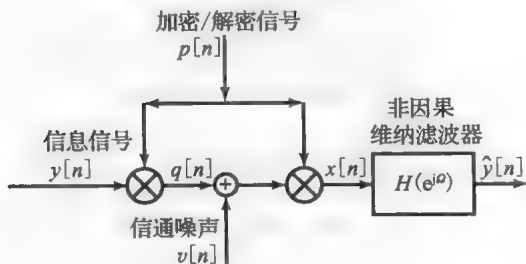 加密/解密信号
p[n]
非因果
维纳滤波器
信息信号
y[n]
q[n]
x[n]
H(e^{jΩ})
ŷ[n]
信通噪声
v[n]